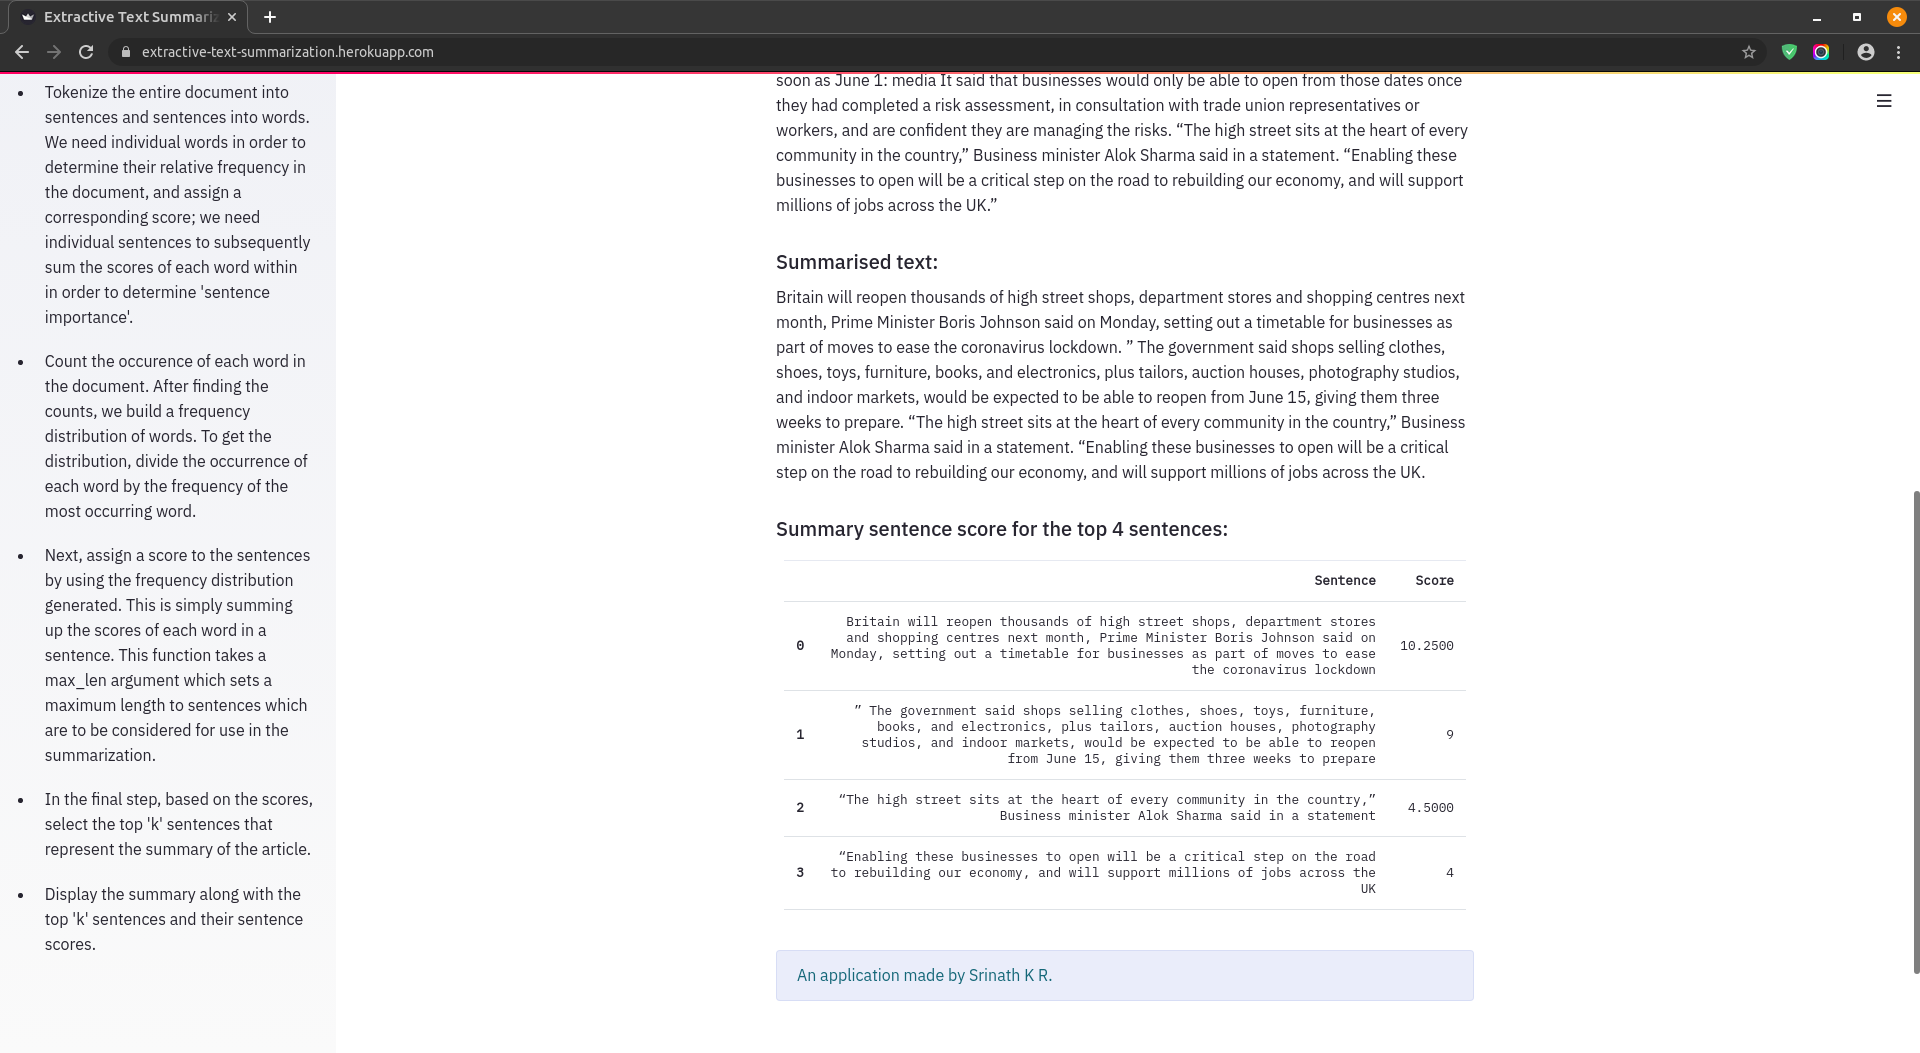 Extractive Text Summariz
extractive-text-summarization.herokuapp.com
Tokenize the entire document into
sentences and sentences into words.
We need individual words in order to
determine their relative frequency in
the document, and assign a
corresponding score; we need
individual sentences to subsequently
sum the scores of each word within
in order to determine 'sentence
importance'.
Count the occurence of each word in
the document. After finding the
counts, we build a frequency
distribution of words. To get the
distribution, divide the occurrence of
each word by the frequency of the
most occurring word.
Next, assign a score to the sentences
by using the frequency distribution
generated. This is simply summing
up the scores of each word in a
sentence. This function takes a
max_len argument which sets a
maximum length to sentences which
are to be considered for use in the
summarization.
In the final step, based on the scores,
select the top 'k' sentences that
represent the summary of the article.
Display the summary along with the
top 'k' sentences and their sentence
scores.
soon as June 1: media It said that businesses would only be able to open from those dates once
they had completed a risk assessment, in consultation with trade union representatives or
workers, and are confident they are managing the risks. “The high street sits at the heart of every
community in the country,” Business minister Alok Sharma said in a statement. “Enabling these
businesses to open will be a critical step on the road to rebuilding our economy, and will support
millions of jobs across the UK.”
Summarised text:
Britain will reopen thousands of high street shops, department stores and shopping centres next
month, Prime Minister Boris Johnson said on Monday, setting out a timetable for businesses as
part of moves to ease the coronavirus lockdown. ” The government said shops selling clothes,
shoes, toys, furniture, books, and electronics, plus tailors, auction houses, photography studios,
and indoor markets, would be expected to be able to reopen from June 15, giving them three
weeks to prepare. “The high street sits at the heart of every community in the country,” Business
minister Alok Sharma said in a statement. “Enabling these businesses to open will be a critical
step on the road to rebuilding our economy, and will support millions of jobs across the UK.
Summary sentence score for the top 4 sentences:
Sentence Score
Britain will reopen thousands of high street shops, department stores
and shopping centres next month, Prime Minister Boris Johnson said on
0 10.2500
Monday, setting out a timetable for businesses as part of moves to ease
the coronavirus lockdown
” The government said shops selling clothes, shoes, toys, furniture,
books, and electronics, plus tailors, auction houses, photography
1 9
studios, and indoor markets, would be expected to be able to reopen
from June 15, giving them three weeks to prepare
“The high street sits at the heart of every community in the country,”
2 4.5000
Business minister Alok Sharma said in a statement
“Enabling these businesses to open will be a critical step on the road
3 to rebuilding our economy, and will support millions of jobs across the 4
UK
An application made by Srinath K R.